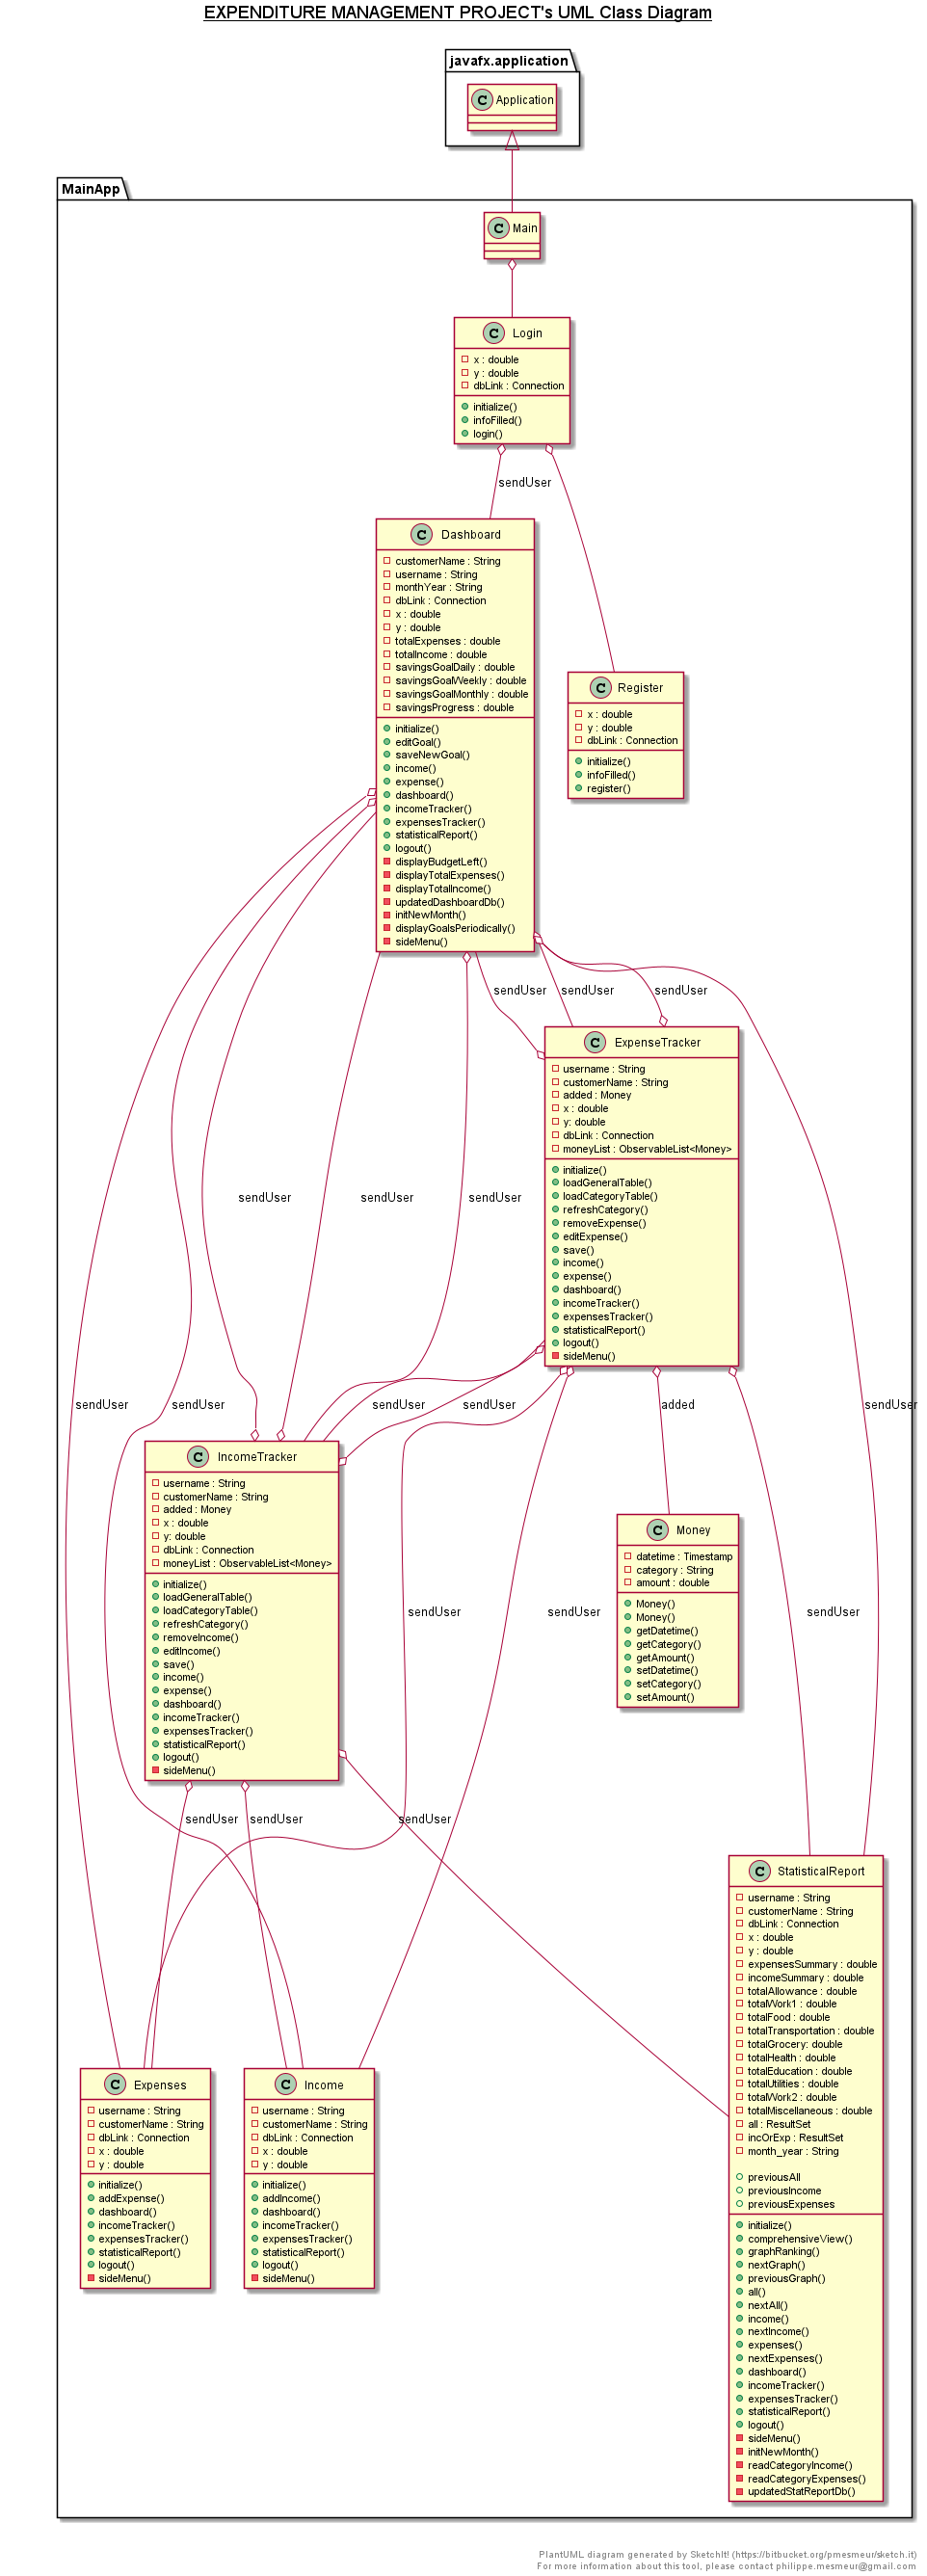 EXPENDITURE MANAGEMENT PROJECT's UML Class Diagram
javafx.application
C Application
MainApp
C Main
C Login
x : double
y : double
dbLink : Connection
initialize()
infoFilled()
login()
sendUser
C Dashboard
customerName : String
username : String
monthYear : String
dbLink : Connection
x : double
y : double
totalExpenses : double
totalIncome : double
savingsGoalDaily : double
savingsGoalWeekly : double
savingsGoalMonthly : double
savingsProgress : double
initialize()
editGoal()
saveNewGoal()
income()
expense()
dashboard()
incomeTracker()
expensesTracker()
statisticalReport()
logout()
displayBudgetLeft()
displayTotalExpenses()
displayTotalIncome()
updatedDashboardDb()
initNewMonth()
displayGoalsPeriodically()
sideMenu()
C Register
x : double
y : double
dbLink : Connection
initialize()
infoFilled()
register()
sendUser
sendUser
sendUser
C ExpenseTracker
username : String
customerName : String
added : Money
x : double
y: double
dbLink : Connection
moneyList : ObservableList<Money>
initialize()
loadGeneralTable()
loadCategoryTable()
refreshCategory()
removeExpense()
editExpense()
save()
income()
expense()
dashboard()
incomeTracker()
expensesTracker()
statisticalReport()
logout()
sideMenu()
sendUser
sendUser
sendUser
sendUser
sendUser
sendUser
sendUser
added
sendUser
C IncomeTracker
username : String
customerName : String
added : Money
x : double
y: double
dbLink : Connection
moneyList : ObservableList<Money>
initialize()
loadGeneralTable()
loadCategoryTable()
refreshCategory()
removeIncome()
editIncome()
save()
income()
expense()
dashboard()
incomeTracker()
expensesTracker()
statisticalReport()
logout()
sideMenu()
C Money
datetime : Timestamp
category : String
amount : double
Money()
Money()
getDatetime()
getCategory()
getAmount()
setDatetime()
setCategory()
setAmount()
sendUser
sendUser
sendUser
sendUser
sendUser
sendUser
C StatisticalReport
username : String
customerName : String
dbLink : Connection
x : double
y : double
expensesSummary : double
incomeSummary : double
totalAllowance : double
totalWork1 : double
totalFood : double
totalTransportation : double
totalGrocery: double
totalHealth : double
totalEducation : double
totalUtilities : double
totalWork2 : double
totalMiscellaneous : double
all : ResultSet
incOrExp : ResultSet
month_year : String
previousAll
previousIncome
previousExpenses
initialize()
comprehensiveView()
graphRanking()
nextGraph()
previousGraph()
all()
nextAll()
income()
nextIncome()
expenses()
nextExpenses()
dashboard()
incomeTracker()
expensesTracker()
statisticalReport()
logout()
sideMenu()
initNewMonth()
readCategoryIncome()
readCategoryExpenses()
updatedStatReportDb()
C Expenses
username : String
customerName : String
dbLink : Connection
x : double
y : double
initialize()
addExpense()
dashboard()
incomeTracker()
expensesTracker()
statisticalReport()
logout()
sideMenu()
C Income
username : String
customerName : String
dbLink : Connection
x : double
y : double
initialize()
addIncome()
dashboard()
incomeTracker()
expensesTracker()
statisticalReport()
logout()
sideMenu()
PlantUML diagram generated by SketchIt! (https://bitbucket.org/pmesmeur/sketch.it)
For more information about this tool, please contact philippe.mesmeur@gmail.com